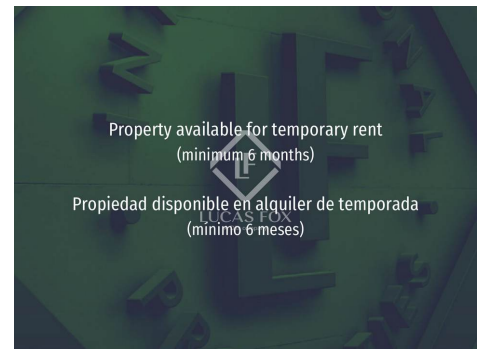 Property available for temporary rent
(minimum 6 months)
LF
Propiedad disponible en alquiler de temporada
LUCAS FOX
(mínimo 6 meses)